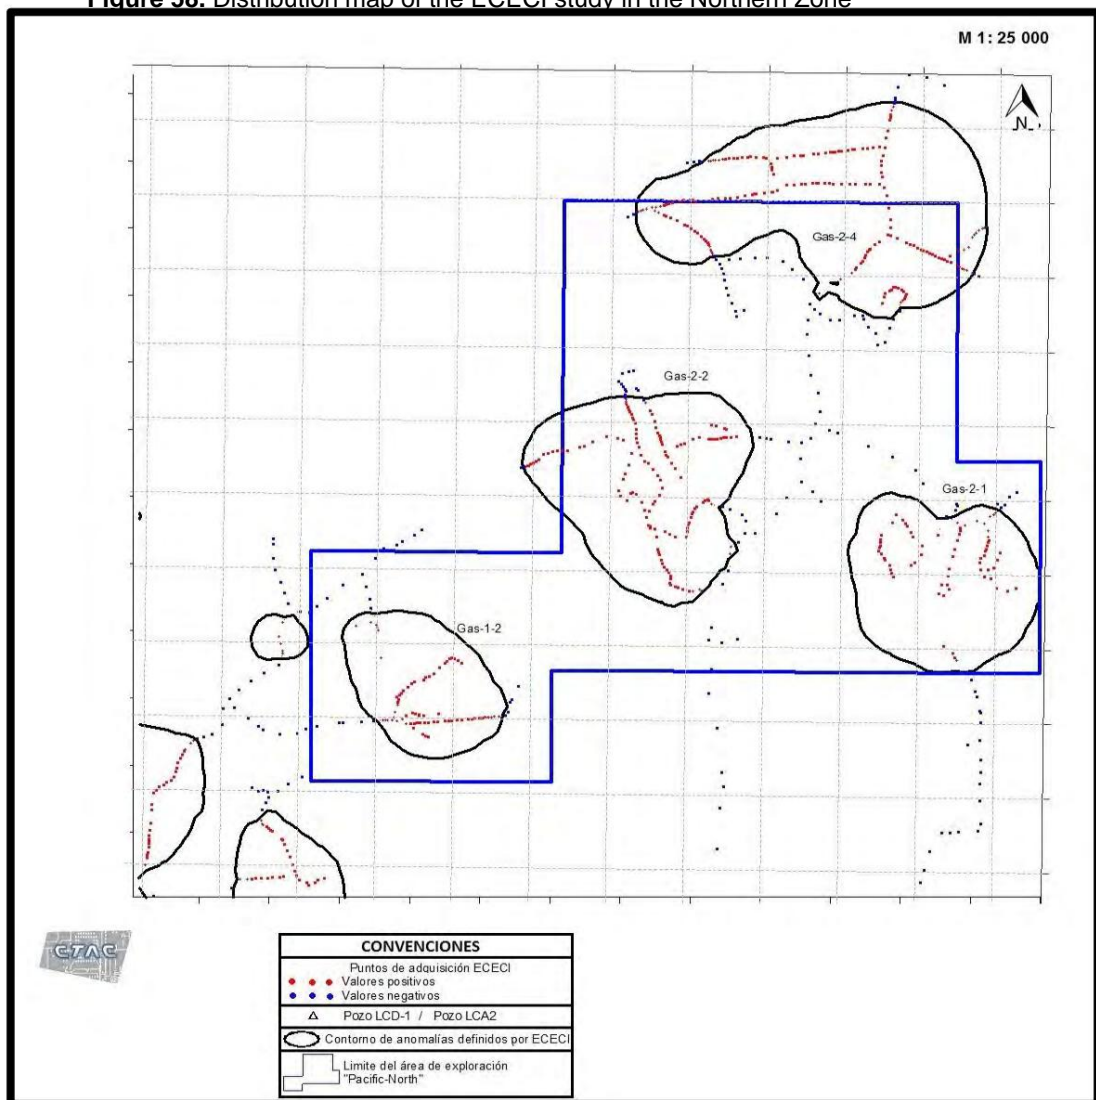 Figure 58. Distribution map of the ECECI study in the Northern Zone
M 1: 25 000
N
Gas-2-4
Gas-2-2
Gas-2-1
Gas-1-2
CTAC
CONVENCIONES
Puntos de adquisición ECECI
Valores positivos
Valores negativos
Pozo LCD-1 / Pozo LCA2
Contorno de anomalías definidos por ECECI
Limite del área de exploración
"Pacific-North"